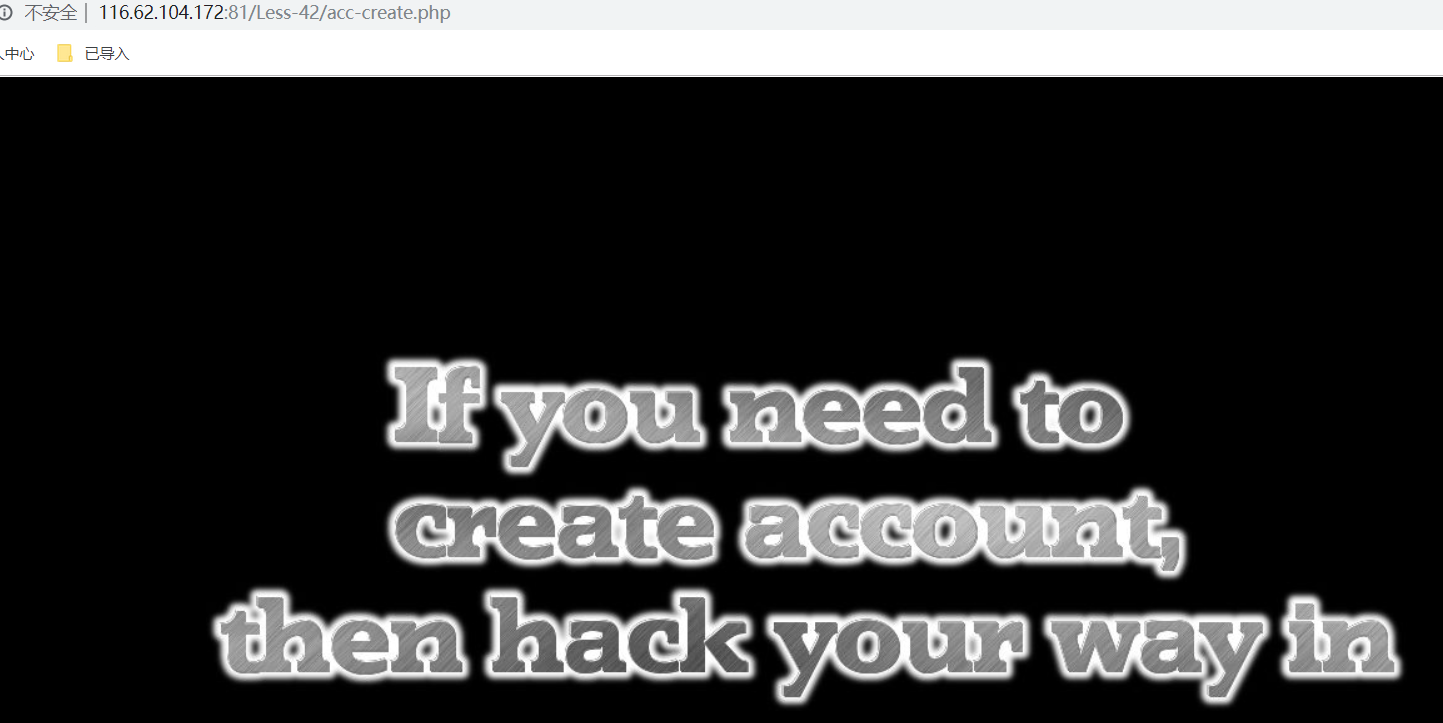 不安全 | 116.62.104.172:81/Less-42/acc-create.php
人中心 已导入
If you need to
create account,
then hack your way in